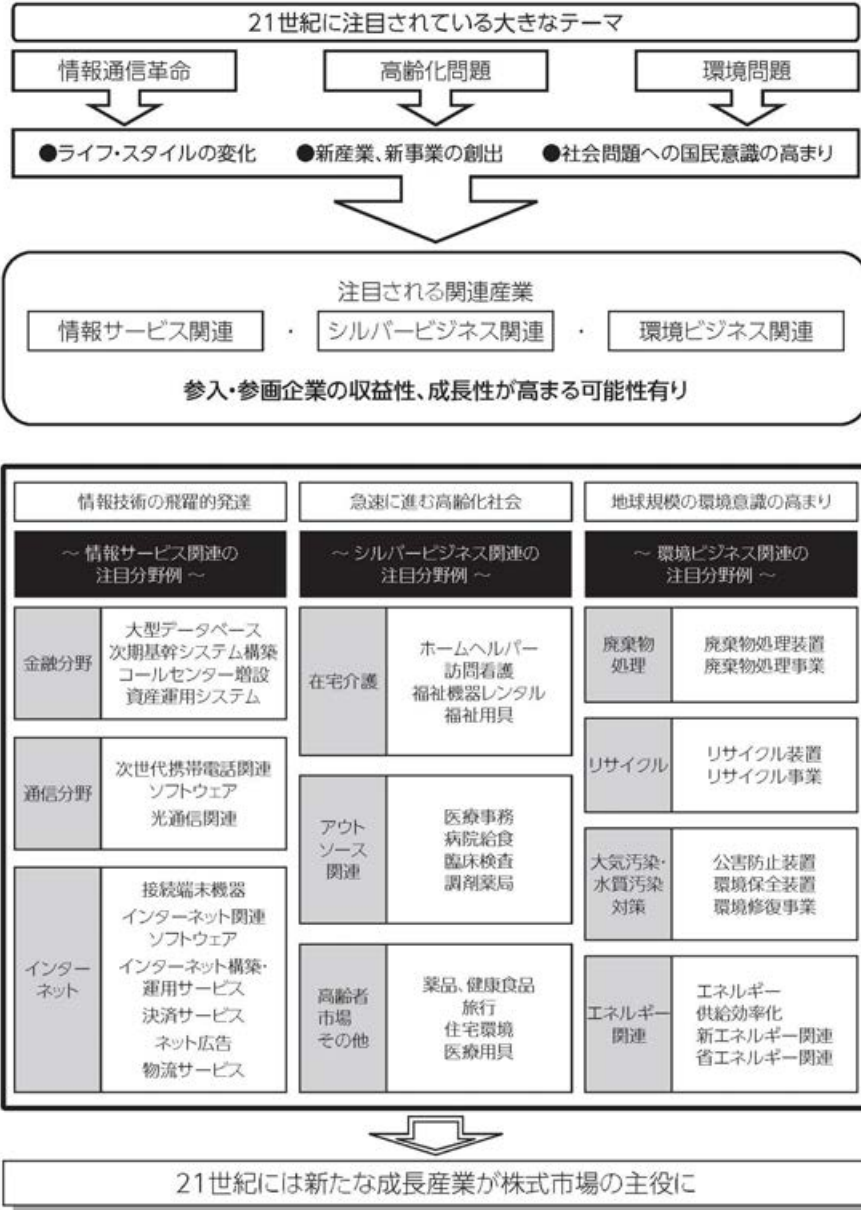 21世紀に注目されている大きなテーマ
情報通信革命
高齢化問題
環境問題
●ライフ・スタイルの変化 ●新産業、新事業の創出 ●社会問題への国民意識の高まり
注目される関連産業
情報サービス関連 ・ シルバービジネス関連 ・ 環境ビジネス関連
参入・参画企業の収益性、成長性が高まる可能性有り
情報技術の飛躍的発達
～ 情報サービス関連の
注目分野例 ～
金融分野
大型データベース
次期基幹システム構築
コールセンター増設
資産運用システム
通信分野
次世代携帯電話関連
ソフトウェア
光通信関連
インター
ネット
接続端末機器
インターネット関連
ソフトウェア
インターネット構築・
運用サービス
決済サービス
ネット広告
物流サービス
急速に進む高齢化社会
～ シルバービジネス関連の
注目分野例 ～
在宅介護
ホームヘルパー
訪問看護
福祉機器レンタル
福祉用具
アウト
ソース
関連
医療事務
病院給食
臨床検査
調剤薬局
高齢者
市場
その他
薬品、健康食品
旅行
住宅環境
医療用具
地球規模の環境意識の高まり
～ 環境ビジネス関連の
注目分野例 ～
廃棄物
処理
廃棄物処理装置
廃棄物処理事業
リサイクル
リサイクル装置
リサイクル事業
大気汚染・
水質汚染
対策
公害防止装置
環境保全装置
環境修復事業
エネルギー
関連
エネルギー
供給効率化
新エネルギー関連
省エネルギー関連
21世紀には新たな成長産業が株式市場の主役に